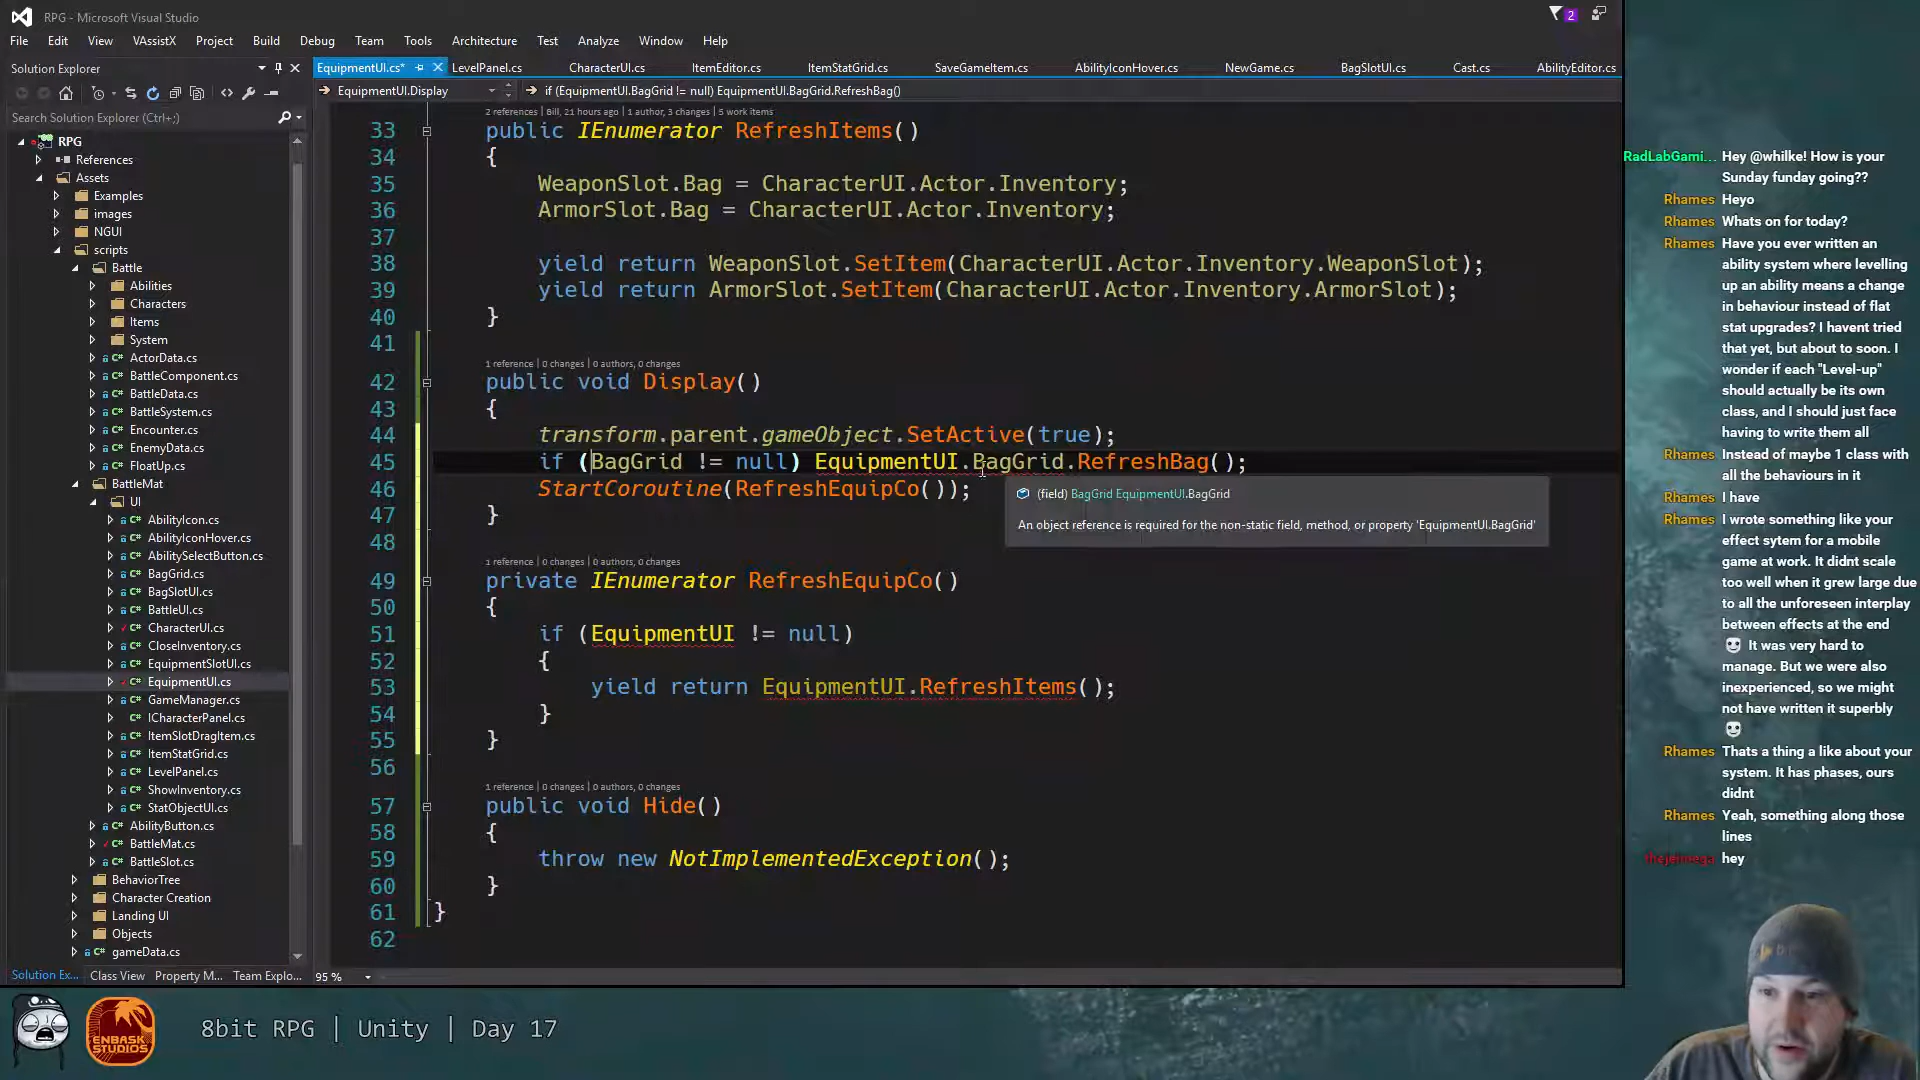 RPG - Microsoft Visual Studio
2
File Edit View VAssistX Project Build Debug Team Tools Architecture Test Analyze Window Help
Solution Explorer
Search Solution Explorer (Ctrl+;)
RPG
References
Assets
Examples
images
NGUI
scripts
Battle
Abilities
Characters
Items
System
ActorData.cs
BattleComponent.cs
BattleData.cs
BattleSystem.cs
Encounter.cs
EnemyData.cs
FloatUp.cs
BattleMat
UI
AbilityIcon.cs
AbilityIconHover.cs
AbilitySelectButton.cs
BagGrid.cs
BagSlotUI.cs
BattleUI.cs
CharacterUI.cs
CloseInventory.cs
EquipmentSlotUI.cs
EquipmentUI.cs
GameManager.cs
ICharacterPanel.cs
ItemSlotDragItem.cs
ItemStatGrid.cs
LevelPanel.cs
ShowInventory.cs
StatObjectUI.cs
AbilityButton.cs
BattleMat.cs
BattleSlot.cs
BehaviorTree
Character Creation
Landing UI
Objects
gameData.cs
Solution Ex... Class View Property M... Team Explo...
EquipmentUI.cs* LevelPanel.cs CharacterUI.cs ItemEditor.cs ItemStatGrid.cs SaveGameItem.cs AbilityIconHover.cs NewGame.cs BagSlotUI.cs Cast.cs AbilityEditor.cs
EquipmentUI.Display if (EquipmentUI.BagGrid != null) EquipmentUI.BagGrid.RefreshBag()
2 references | Bill, 21 hours ago | 1 author, 3 changes | 5 work items
33 public IEnumerator RefreshItems()
34 {
35 WeaponSlot.Bag = CharacterUI.Actor.Inventory;
36 ArmorSlot.Bag = CharacterUI.Actor.Inventory;
37
38 yield return WeaponSlot.SetItem(CharacterUI.Actor.Inventory.WeaponSlot);
39 yield return ArmorSlot.SetItem(CharacterUI.Actor.Inventory.ArmorSlot);
40 }
41
1 reference | 0 changes | 0 authors, 0 changes
42 public void Display()
43 {
44 transform.parent.gameObject.SetActive(true);
45 if (BagGrid != null) EquipmentUI.BagGrid.RefreshBag();
46 StartCoroutine(RefreshEquipCo());
47 }
48
(field) BagGrid EquipmentUI.BagGrid
An object reference is required for the non-static field, method, or property 'EquipmentUI.BagGrid'
1 reference | 0 changes | 0 authors, 0 changes
49 private IEnumerator RefreshEquipCo()
50 {
51 if (EquipmentUI != null)
52 {
53 yield return EquipmentUI.RefreshItems();
54 }
55 }
56
1 reference | 0 changes | 0 authors, 0 changes
57 public void Hide()
58 {
59 throw new NotImplementedException();
60 }
61 }
62
95 %
RadLabGami... Hey @whilke! How is your
Sunday funday going??
Rhames Heyo
Rhames Whats on for today?
Rhames Have you ever written an
ability system where levelling
up an ability means a change
in behaviour instead of flat
stat upgrades? I havent tried
that yet, but about to soon. I
wonder if each "Level-up"
should actually be its own
class, and I should just face
having to write them all
Rhames Instead of maybe 1 class with
all the behaviours in it
Rhames I have
Rhames I wrote something like your
effect sytem for a mobile
game at work. It didnt scale
too well when it grew large due
to all the unforeseen interplay
between effects at the end
It was very hard to
manage. But we were also
inexperienced, so we might
not have written it superbly
Rhames Thats a thing a like about your
system. It has phases, ours
didnt
Rhames Yeah, something along those
lines
hey
ENBASK
STUDIOS
8bit RPG | Unity | Day 17